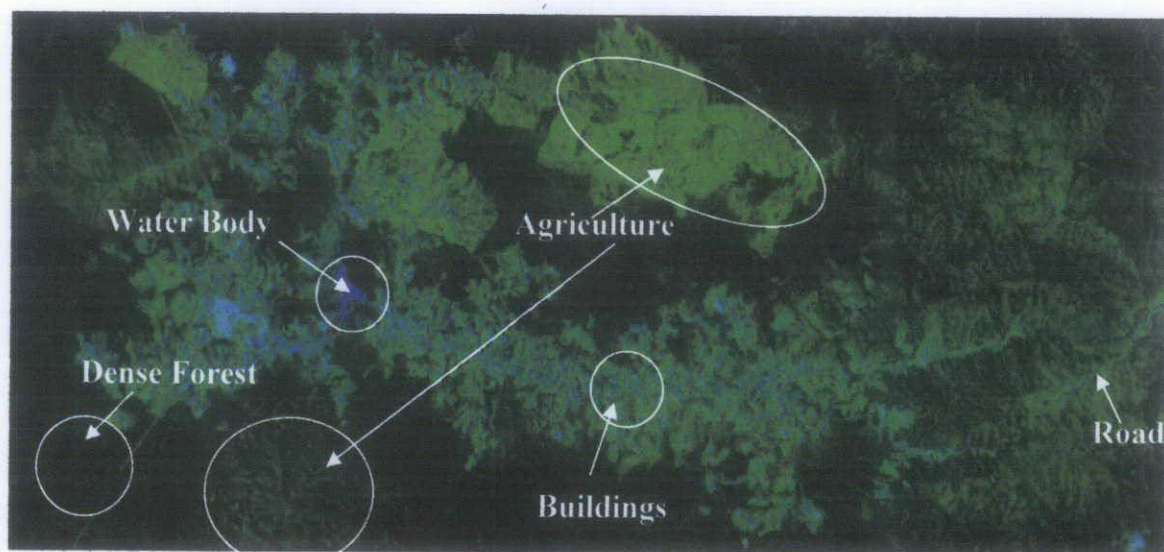 Water Body
Agriculture
Dense Forest
Road
Buildings